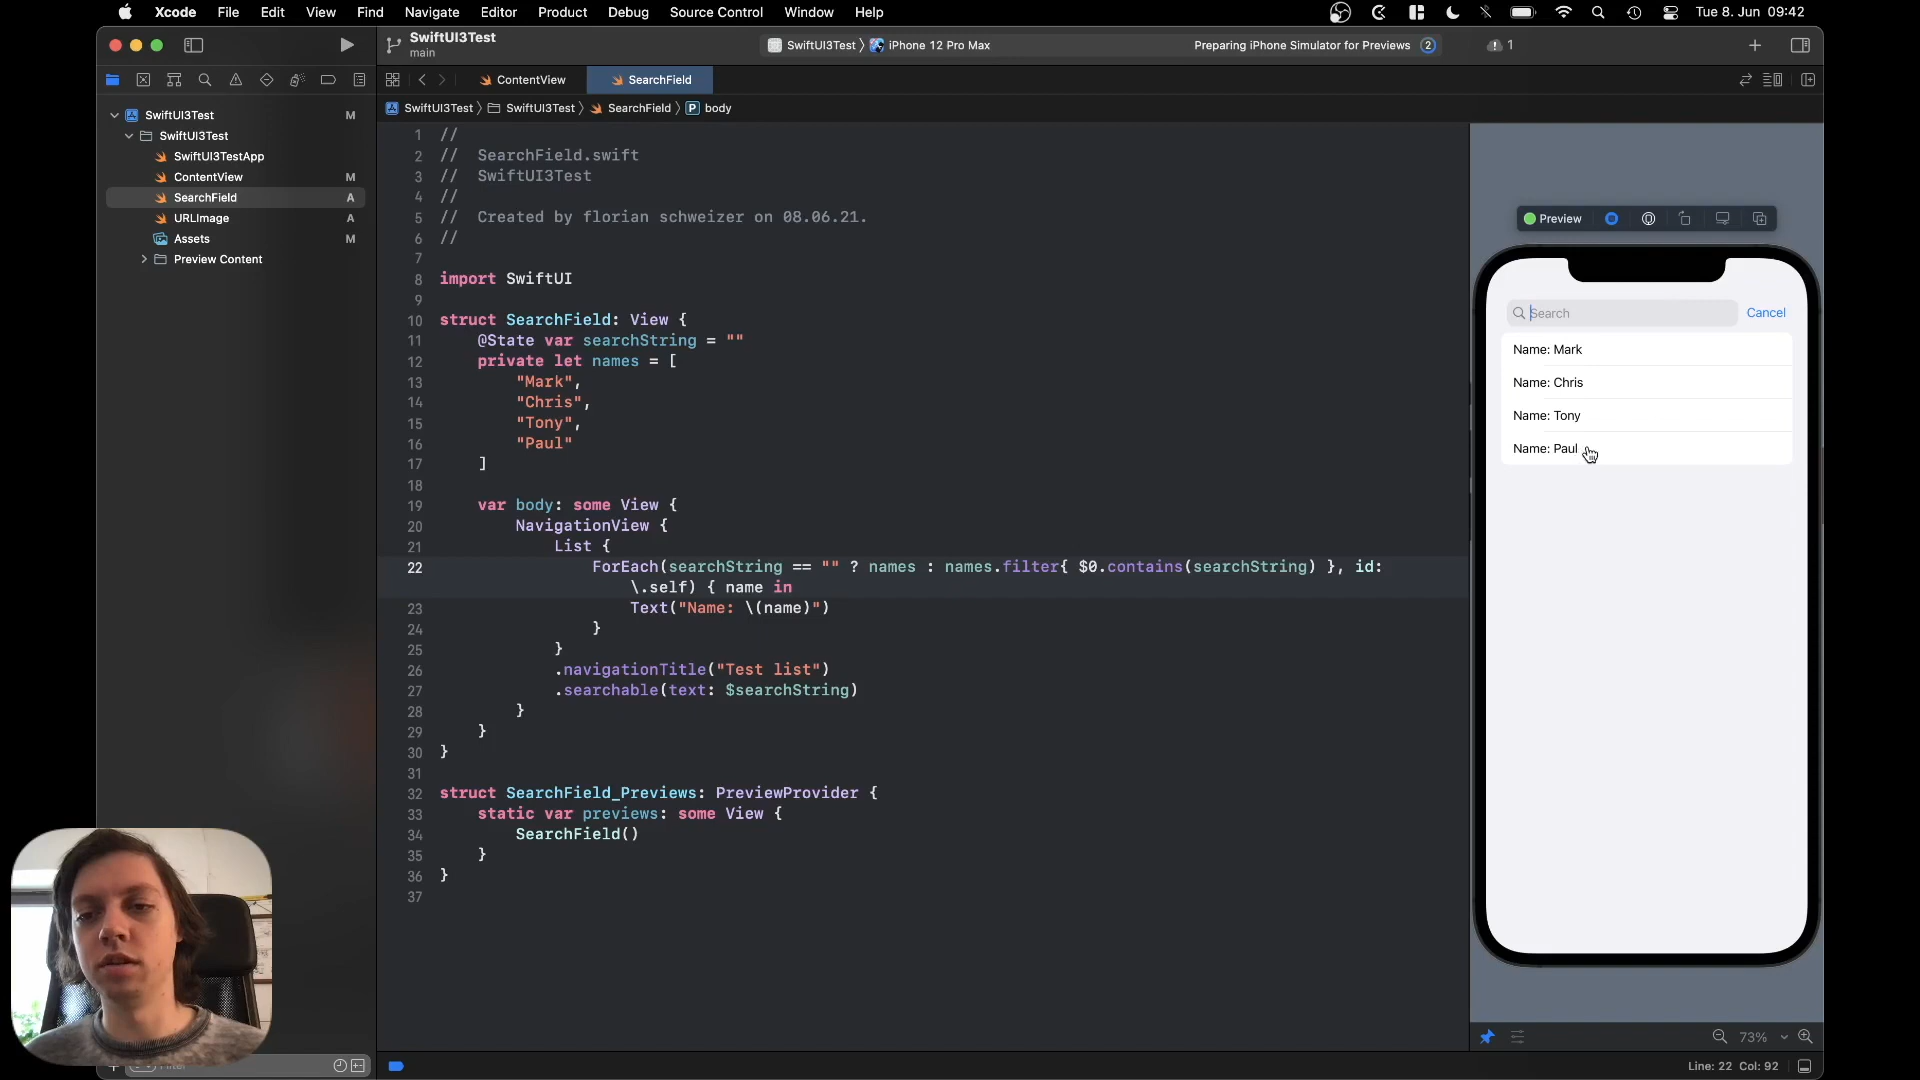 Xcode File Edit View Find Navigate Editor Product Debug Source Control Window Help Tue 8. Jun 09:42
SwiftUI3Test
main
SwiftUI3Test 〉 iPhone 12 Pro Max
Preparing iPhone Simulator for Previews 2
1
ContentView
SearchField
SwiftUI3Test 〉 SwiftUI3Test 〉 SearchField 〉 P body
SwiftUI3Test M
SwiftUI3Test
SwiftUI3TestApp
ContentView M
SearchField A
URLImage A
Assets M
Preview Content
1 //
2 // SearchField.swift
3 // SwiftUI3Test
4 //
5 // Created by florian schweizer on 08.06.21.
6 //
7
8 import SwiftUI
9
10 struct SearchField: View {
11 @State var searchString = ""
12 private let names = [
13 "Mark",
14 "Chris",
15 "Tony",
16 "Paul"
17 ]
18
19 var body: some View {
20 NavigationView {
21 List {
22 ForEach(searchString == "" ? names : names.filter{ $0.contains(searchString) }, id:
\.self) { name in
23 Text("Name: \(name)")
24 }
25 }
26 .navigationTitle("Test list")
27 .searchable(text: $searchString)
28 }
29 }
30 }
31
32 struct SearchField_Previews: PreviewProvider {
33 static var previews: some View {
34 SearchField()
35 }
36 }
37
Preview
Search Cancel
Name: Mark
Name: Chris
Name: Tony
Name: Paul
73%
Filter
Line: 22 Col: 92